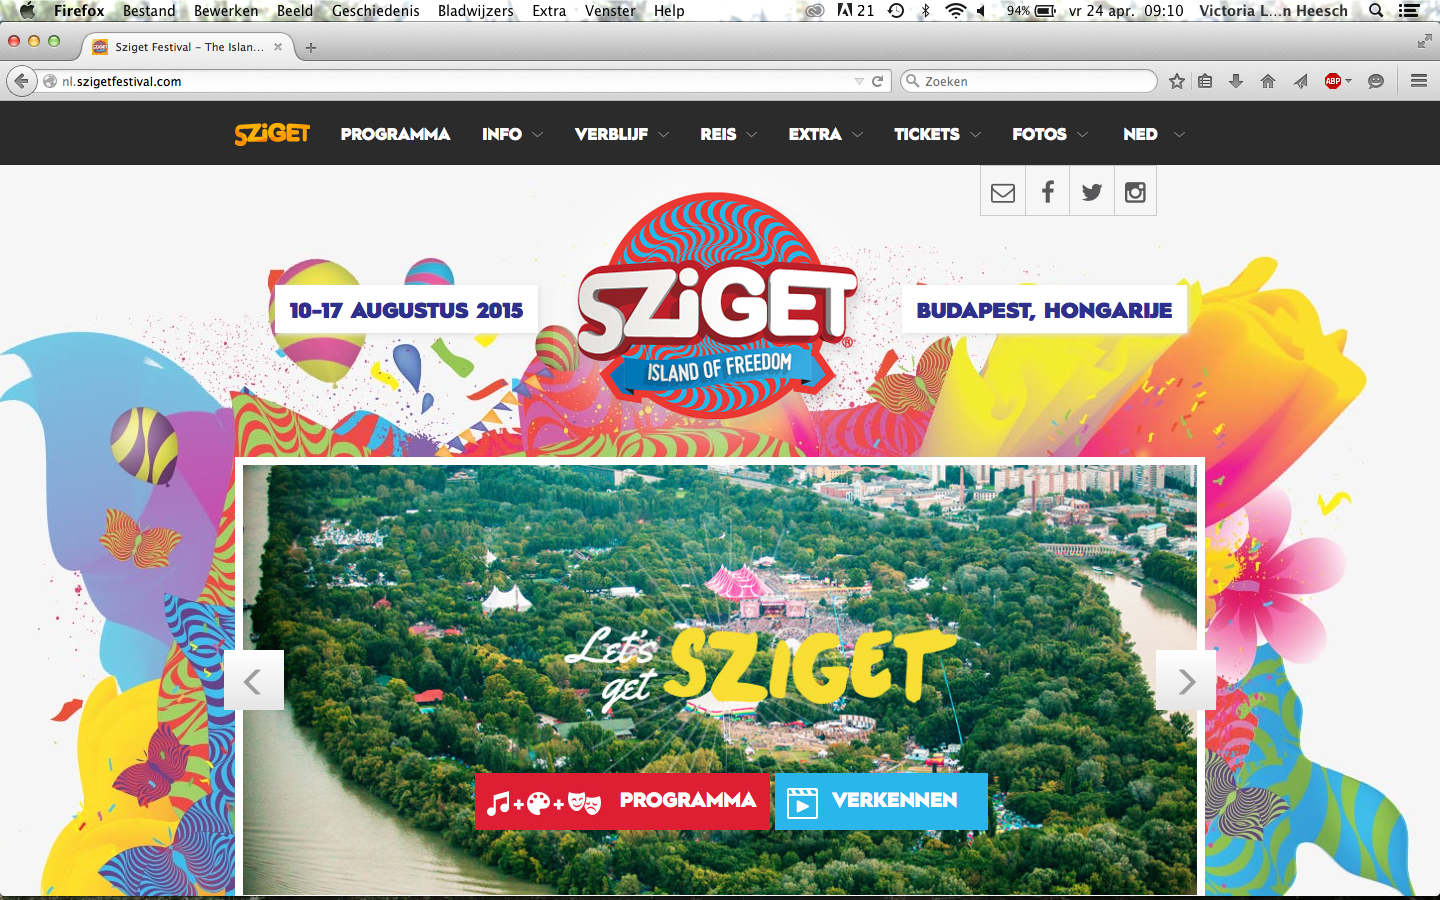 Firefox Bestand Bewerken Beeld Geschiedenis Bladwijzers Extra Venster Help 21 94% vr 24 apr. 09:10 Victoria L...n Heesch
Sziget Festival – The Islan...
nl.szigetfestival.com
Zoeken
ABP
SZiGET PROGRAMMA INFO VERBLIJF REIS EXTRA TICKETS FOTOS NED
10-17 AUGUSTUS 2015
SZiGET
®
ISLAND OF FREEDOM
BUDAPEST, HONGARIJE
Let's get SZIGET
PROGRAMMA
VERKENNEN